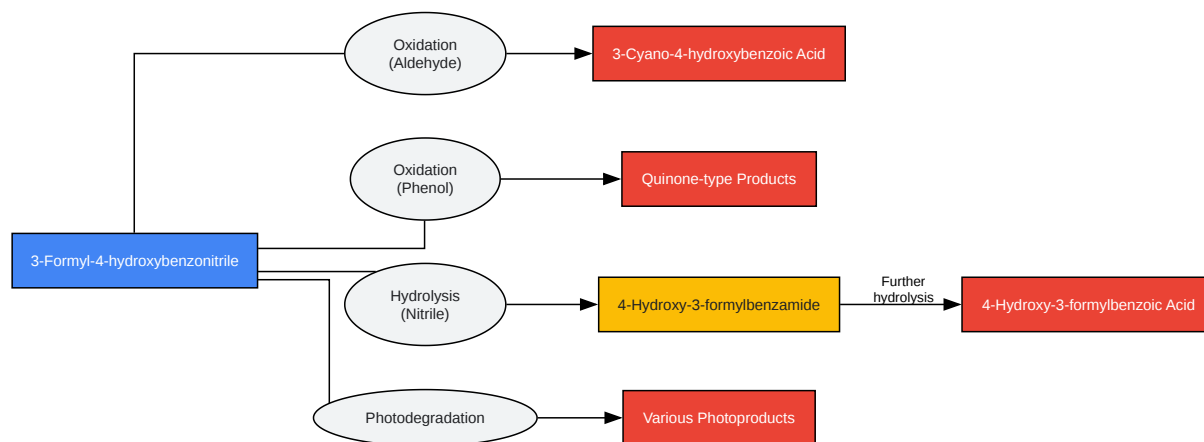 Oxidation
(Aldehyde)
3-Cyano-4-hydroxybenzoic Acid
Oxidation
(Phenol)
Quinone-type Products
3-Formyl-4-hydroxybenzonitrile
Hydrolysis
(Nitrile)
4-Hydroxy-3-formylbenzamide
Further
hydrolysis
4-Hydroxy-3-formylbenzoic Acid
Photodegradation
Various Photoproducts